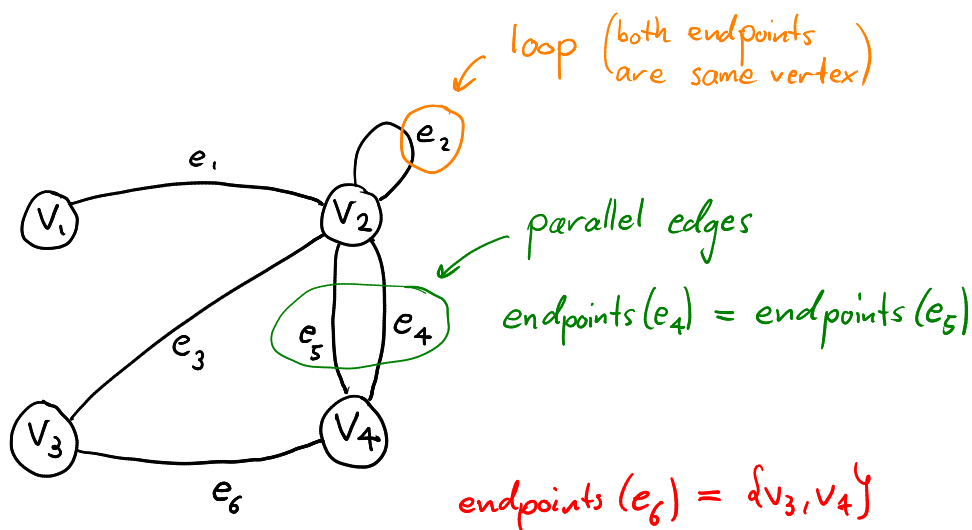 loop (both endpoints
are same vertex)
e₂
e₁
v₁
v₂
parallel edges
endpoints(e₄) = endpoints(e₅)
e₅
e₄
e₃
v₃
v₄
e₆
endpoints(e₆) = {v₃, v₄}